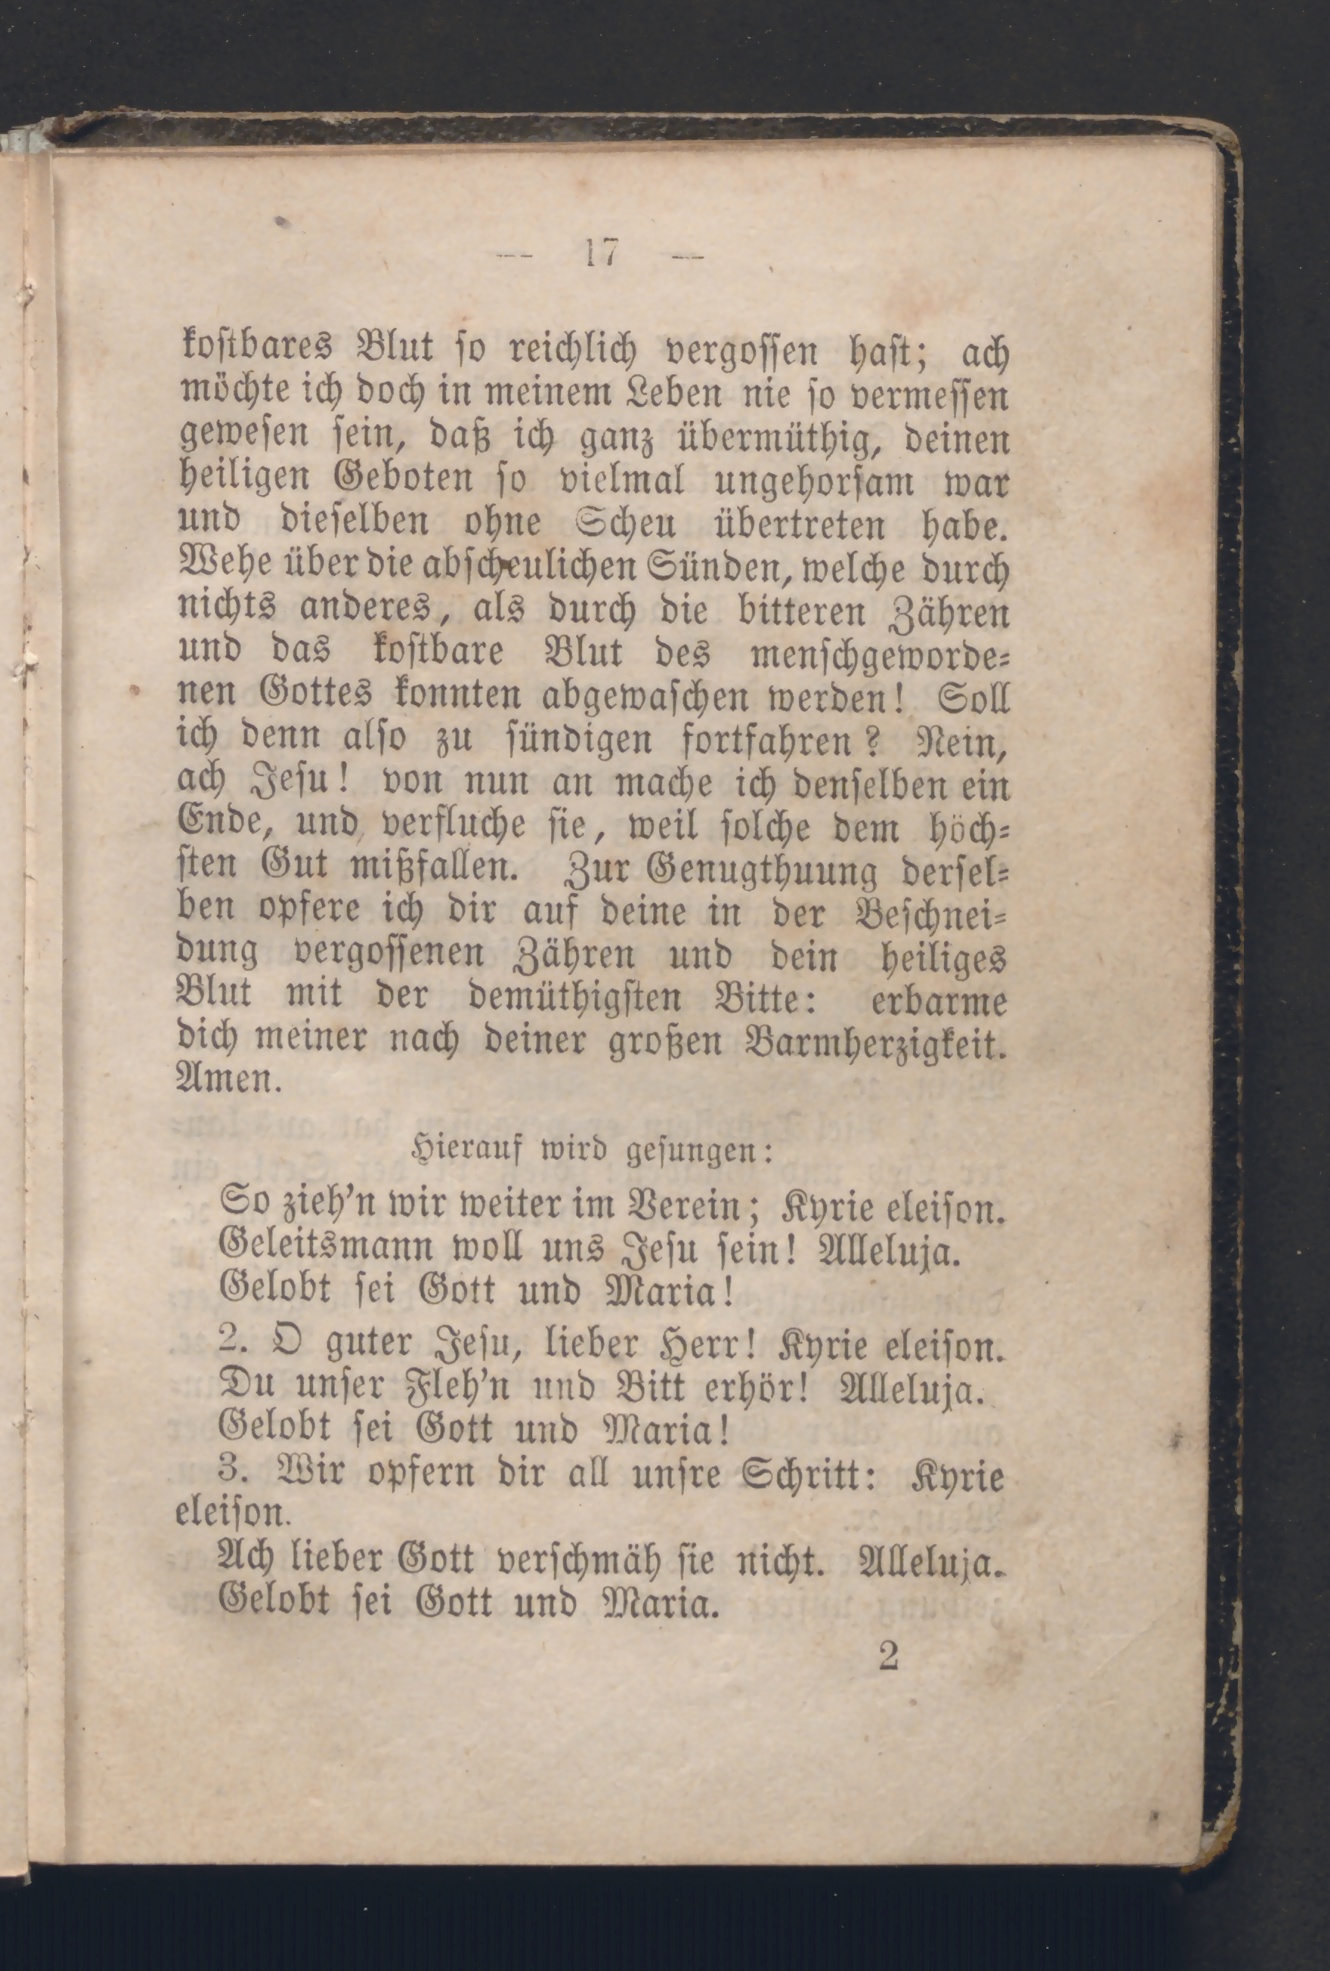 — 17 —
kostbares Blut so reichlich vergossen hast; ach
möchte ich doch in meinem Leben nie so vermessen
gewesen sein, daß ich ganz übermüthig, deinen
heiligen Geboten so vielmal ungehorsam war
und dieselben ohne Scheu übertreten habe.
Wehe über die abscheulichen Sünden, welche durch
nichts anderes, als durch die bitteren Zähren
und das kostbare Blut des menschgeworde-
nen Gottes konnten abgewaschen werden! Soll
ich denn also zu sündigen fortfahren? Nein,
ach Jesu! von nun an mache ich denselben ein
Ende, und verfluche sie, weil solche dem höch-
sten Gut mißfallen. Zur Genugthuung dersel-
ben opfere ich dir auf deine in der Beschnei-
dung vergossenen Zähren und dein heiliges
Blut mit der demüthigsten Bitte: erbarme
dich meiner nach deiner großen Barmherzigkeit.
Amen.
Hierauf wird gesungen:
So zieh'n wir weiter im Verein; Kyrie eleison.
Geleitsmann woll uns Jesu sein! Alleluja.
Gelobt sei Gott und Maria!
2. O guter Jesu, lieber Herr! Kyrie eleison.
Du unser Fleh'n und Bitt erhör! Alleluja.
Gelobt sei Gott und Maria!
3. Wir opfern dir all unsre Schritt: Kyrie
eleison.
Ach lieber Gott verschmäh sie nicht. Alleluja.
Gelobt sei Gott und Maria.
2